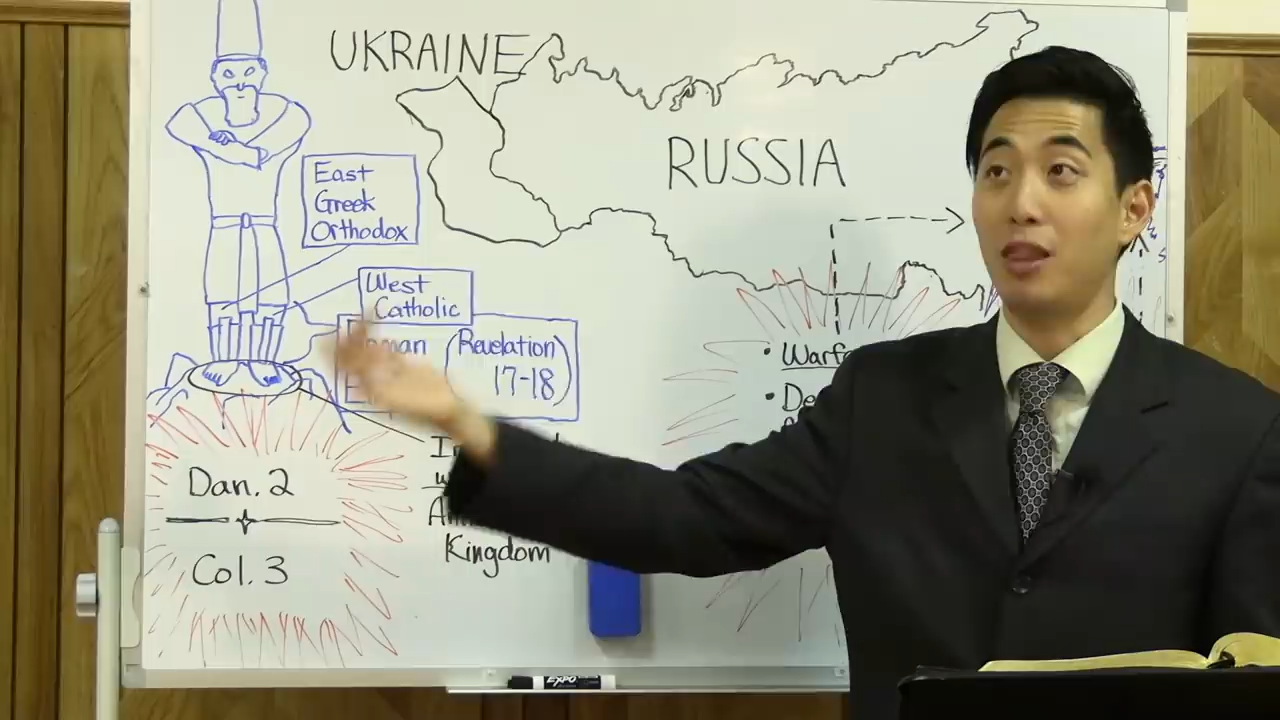 UKRAINE
RUSSIA
East
Greek
Orthodox
West
Catholic
(Revelation)
17-18
Dan. 2
Col. 3
Kingdom
EXPO